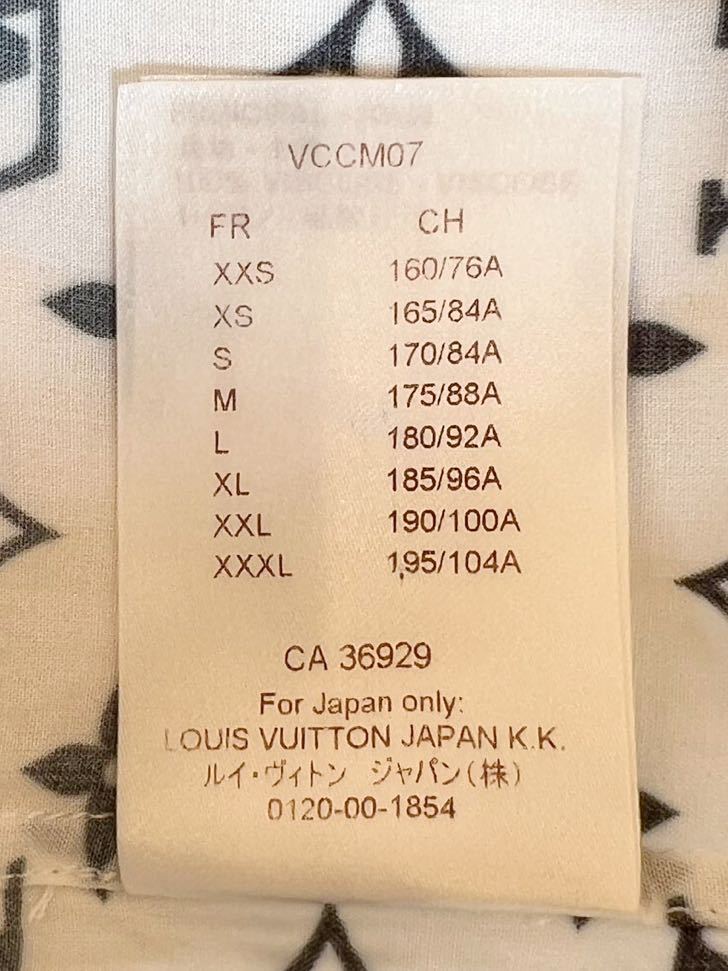 VCCM07
FR CH
XXS 160/76A
XS 165/84A
S 170/84A
M 175/88A
L 180/92A
XL 185/96A
XXL 190/100A
XXXL 195/104A
CA 36929
For Japan only:
LOUIS VUITTON JAPAN K.K.
ルイ・ヴィトン ジャパン(株)
0120-00-1854